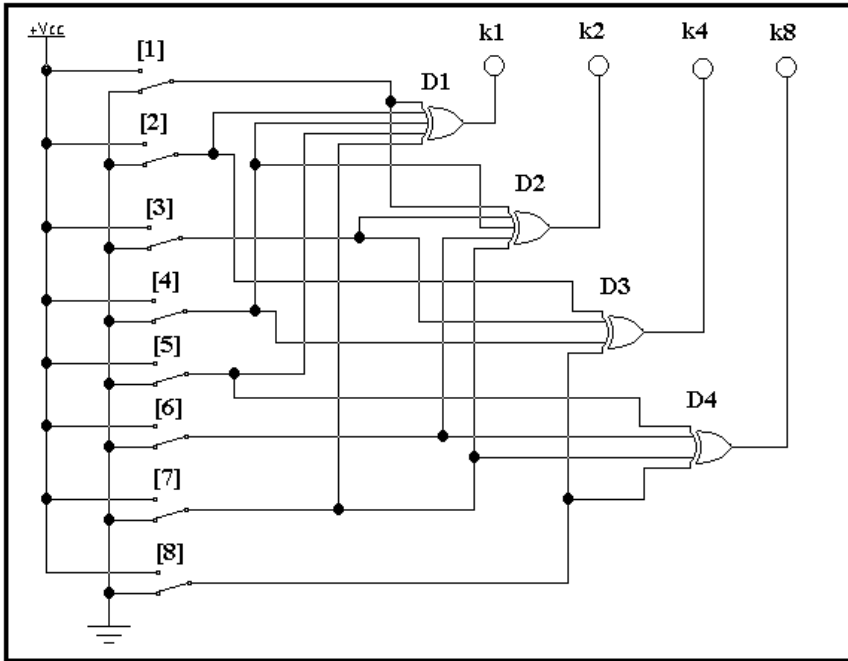 +Vcc
k1 k2 k4 k8
[1]
D1
[2]
D2
[3]
[4]
D3
[5]
D4
[6]
[7]
[8]